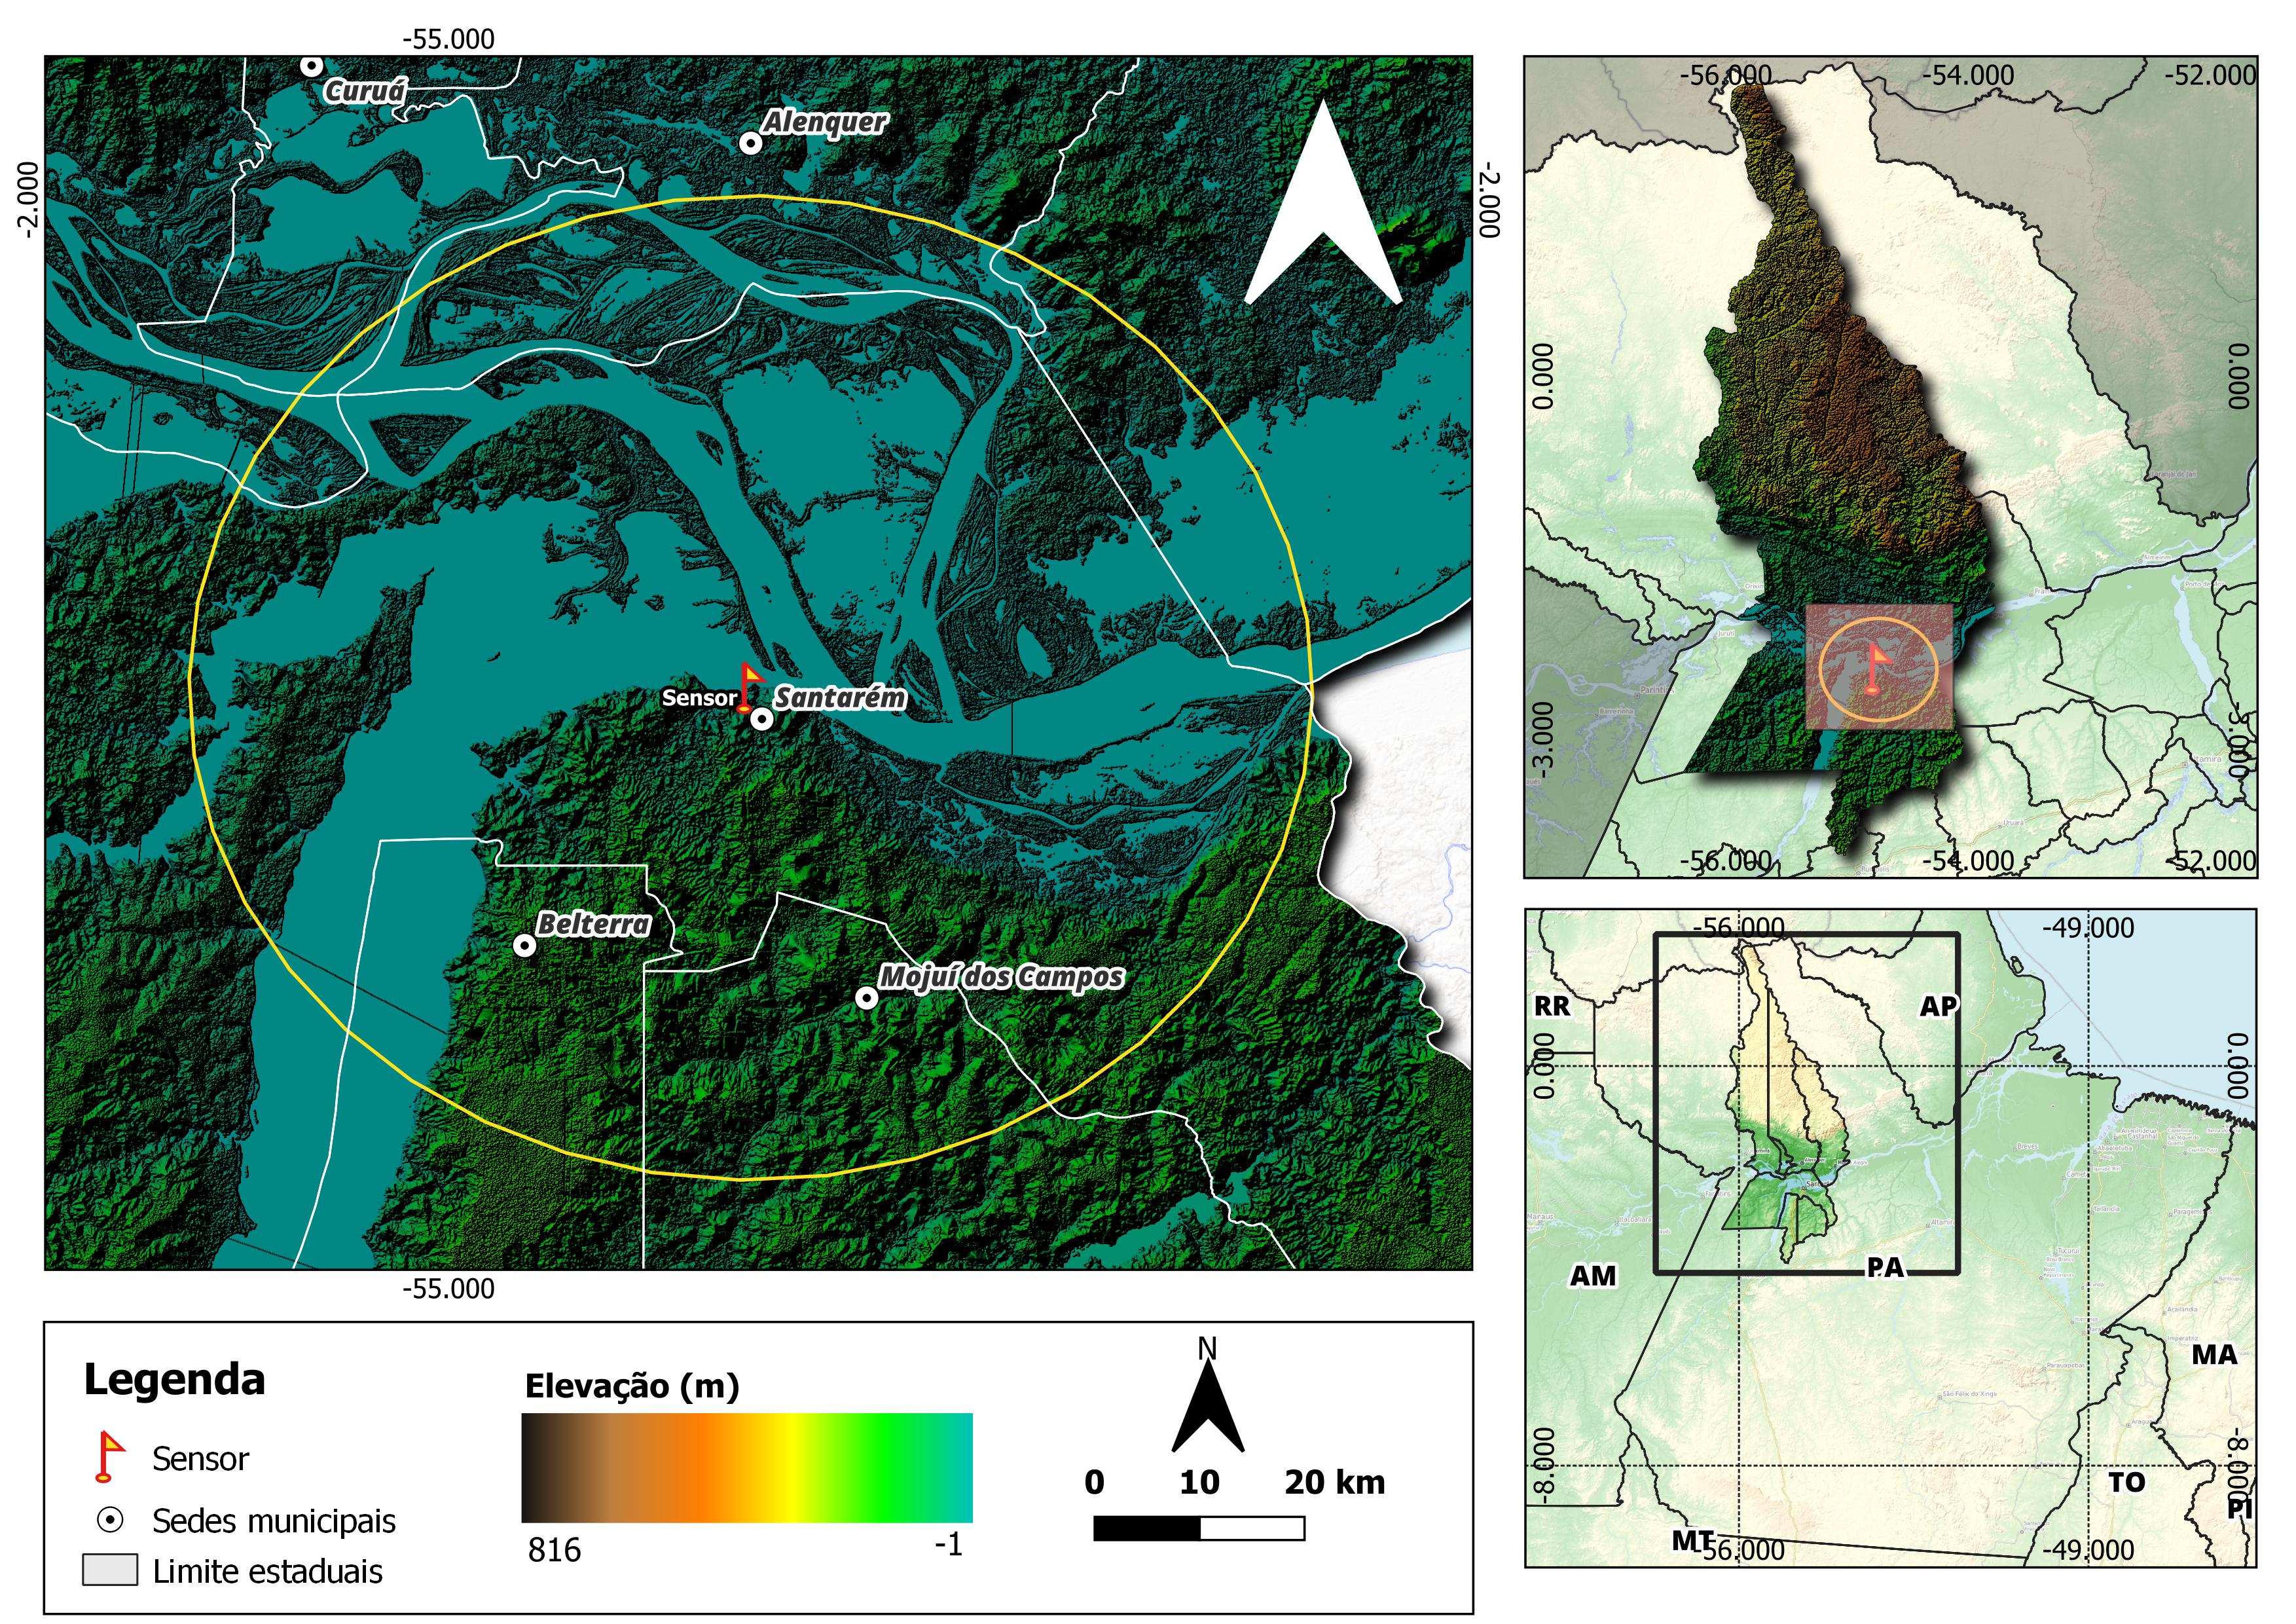 -55.000
Curuá
Alenquer
-2.000
-2.000
Sensor
Santarém
Belterra
Mojuí dos Campos
-55.000
-56.000
-54.000
-52.000
0.000
0.000
-3.000
-3.000
-56.000
-54.000
-52.000
-56.000
-49.000
RR
AP
0.000
0.000
AM
PA
MA
-8.000
-8.000
TO
PI
MT
-56.000
-49.000
Legenda
Sensor
Sedes municipais
Limite estaduais
Elevação (m)
816
-1
N
0 10 20 km